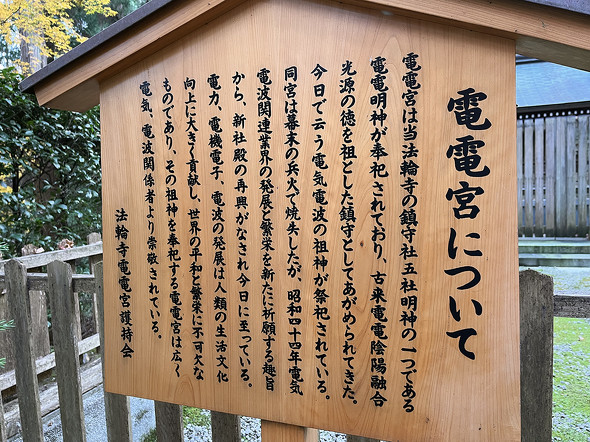 電電宮について
電電宮は当法輪寺の鎮守社五社明神の一つである
電電明神が奉祀されており、古来電電陰陽融合
光源の徳を祖とした鎮守としてあがめられてきた。
今日で云う電気電波の祖神が祭祀されている。
同宮は幕末の兵火で焼失したが、昭和四十四年電気
電波関連業界の発展と繁栄を新たに祈願する趣旨
から、新社殿の再興がなされ今日に至っている。
電力、電機電子、電波の発展は人類の生活文化
向上に大きく貢献し、世界の平和と繁栄に不可欠な
ものであり、その祖神を奉祀する電電宮は広く
電気、電波関係者より崇敬されている。
法輪寺電電宮護持会